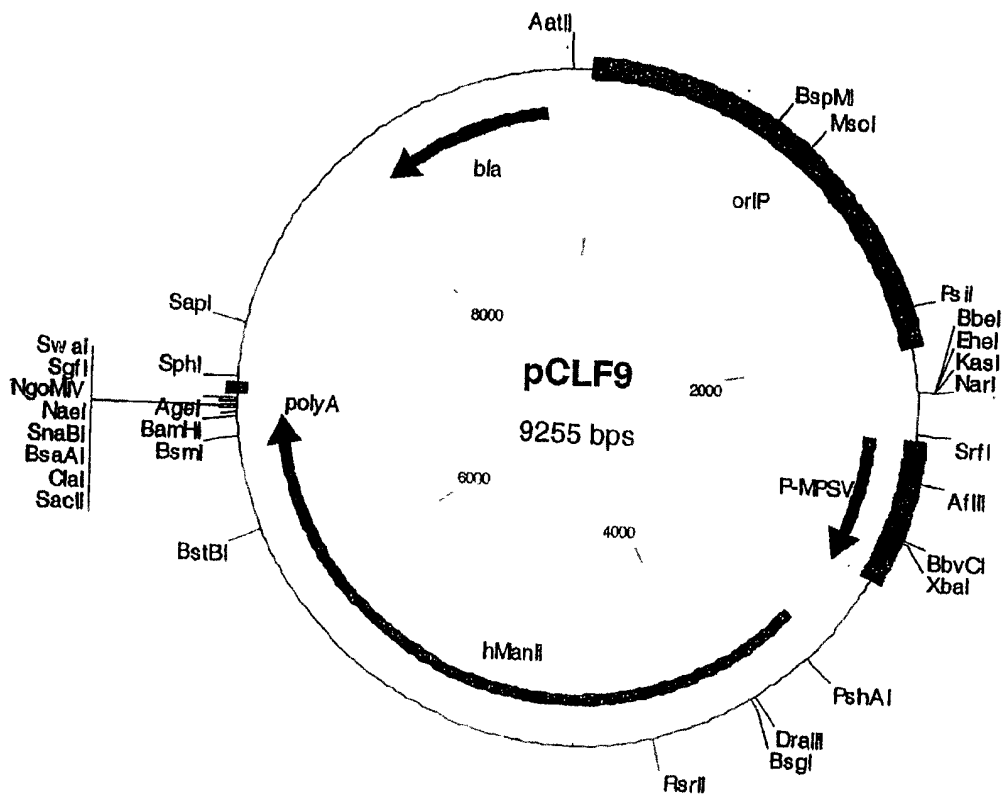 AatII
BspMI
MsoI
bla
oriP
PsiI
BbeI
EheI
KasI
NarI
SapI
8000
SwaI
SgfI
NgoMIV
NaeI
SnaBI
BsaAI
ClaI
SacII
SphI
AgeI
BamHI
BsmI
polyA
pCLF9
9255 bps
2000
SrfI
P-MPSV
AflII
6000
4000
BstBI
BbvCI
XbaI
hManII
PshAI
DraIII
BsgI
RsrII